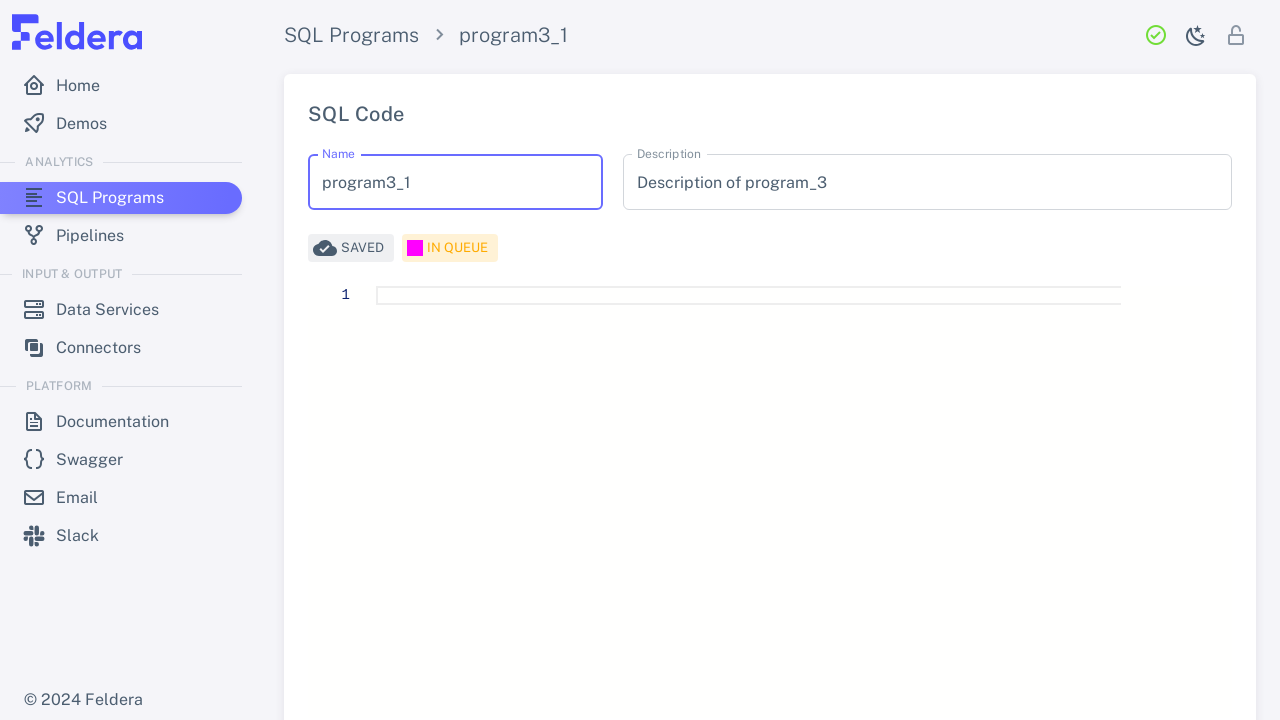 Feldera
SQL Programs
program3_1
Home
Demos
ANALYTICS
SQL Programs
Pipelines
INPUT & OUTPUT
Data Services
Connectors
PLATFORM
Documentation
Swagger
Email
Slack
© 2024 Feldera
SQL Code
Name
program3_1
Description
Description of program_3
SAVED
IN QUEUE
1